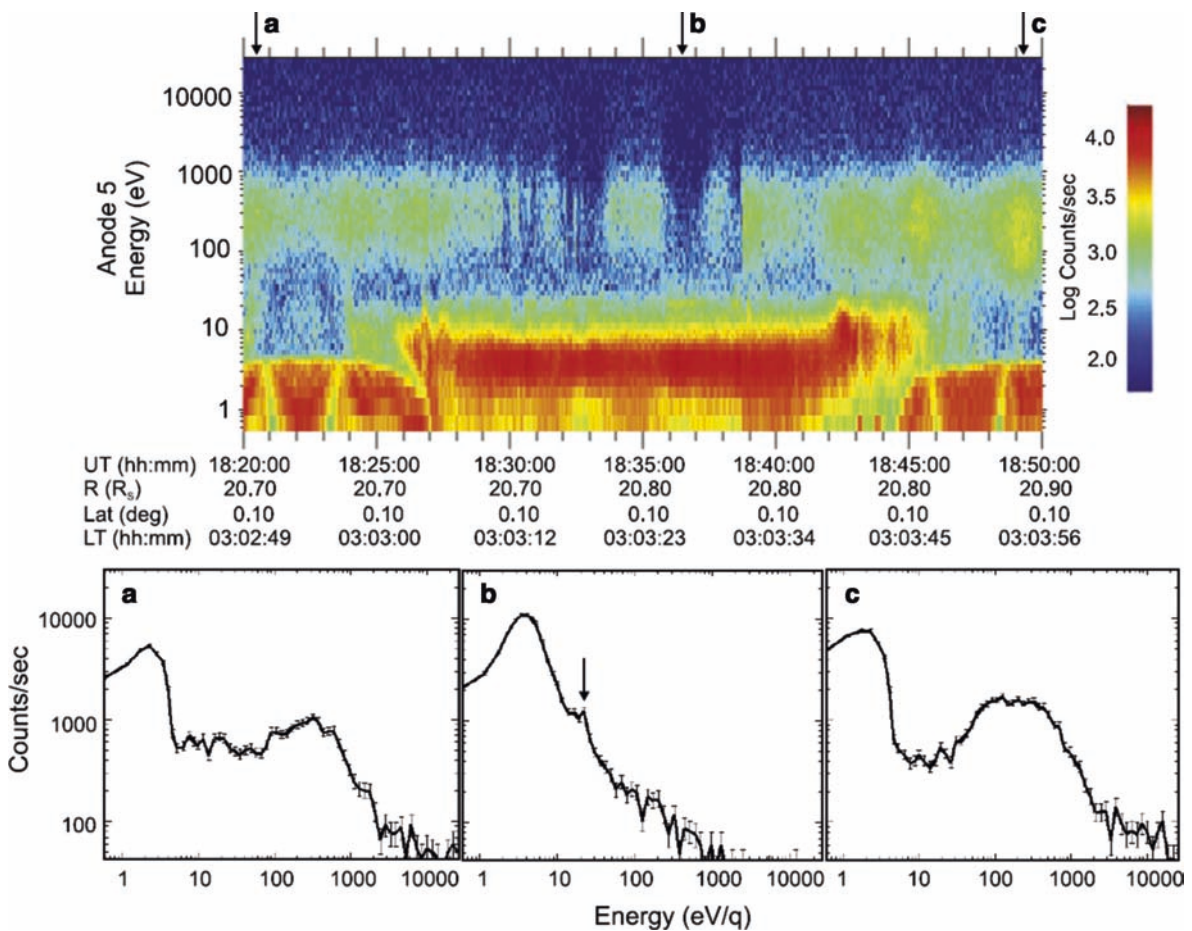 a b c
10000
1000
100
10
1
Anode 5
Energy (eV)
4.0
3.5
3.0
2.5
2.0
Log Counts/sec
UT (hh:mm) 18:20:00 18:25:00 18:30:00 18:35:00 18:40:00 18:45:00 18:50:00
R (Rs) 20.70 20.70 20.70 20.80 20.80 20.80 20.90
Lat (deg) 0.10 0.10 0.10 0.10 0.10 0.10 0.10
LT (hh:mm) 03:02:49 03:03:00 03:03:12 03:03:23 03:03:34 03:03:45 03:03:56
a b c
10000
1000
100
Counts/sec
1 10 100 1000 10000 1 10 100 1000 10000 1 10 100 1000 10000
Energy (eV/q)